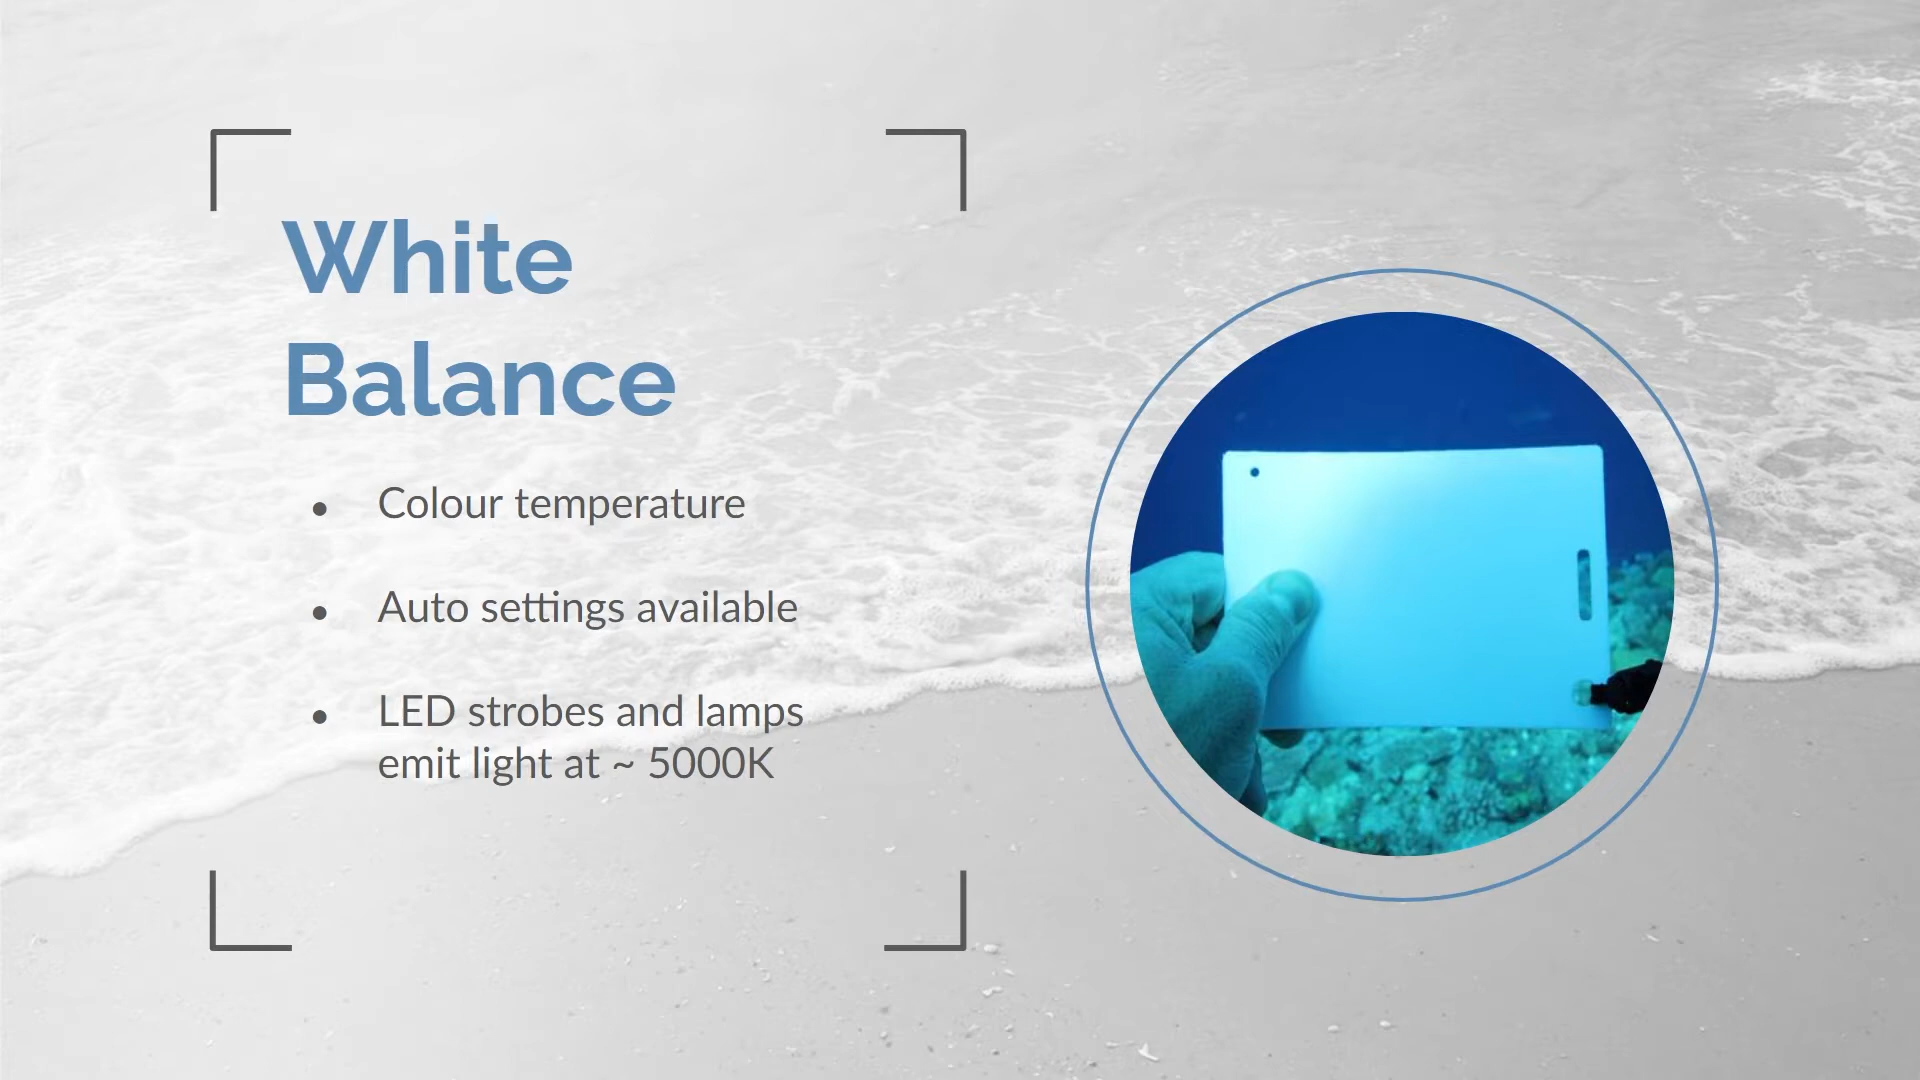 White
Balance
• Colour temperature
• Auto settings available
• LED strobes and lamps
emit light at ~ 5000K